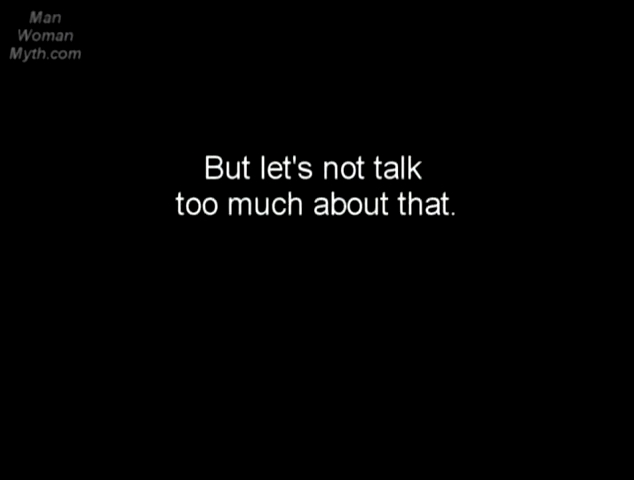 Man
Woman
Myth.com
But let's not talk
too much about that.